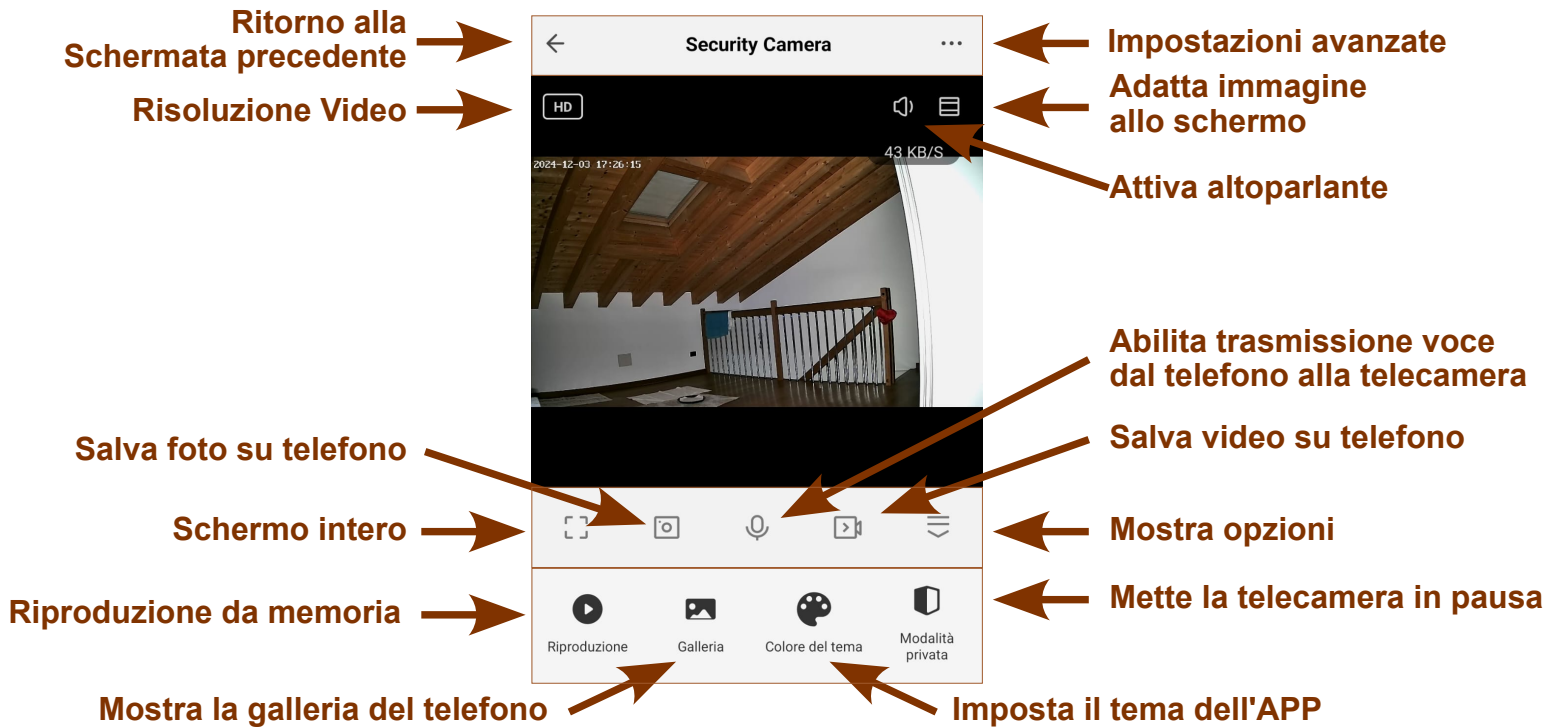 Ritorno alla
Schermata precedente
Security Camera
Impostazioni avanzate
Risoluzione Video
HD
Adatta immagine
allo schermo
43 KB/S
2024-12-03 17:26:15
Attiva altoparlante
Abilita trasmissione voce
dal telefono alla telecamera
Salva foto su telefono
Salva video su telefono
Schermo intero
Mostra opzioni
Riproduzione da memoria
Mette la telecamera in pausa
Riproduzione
Galleria
Colore del tema
Modalità
privata
Mostra la galleria del telefono
Imposta il tema dell'APP